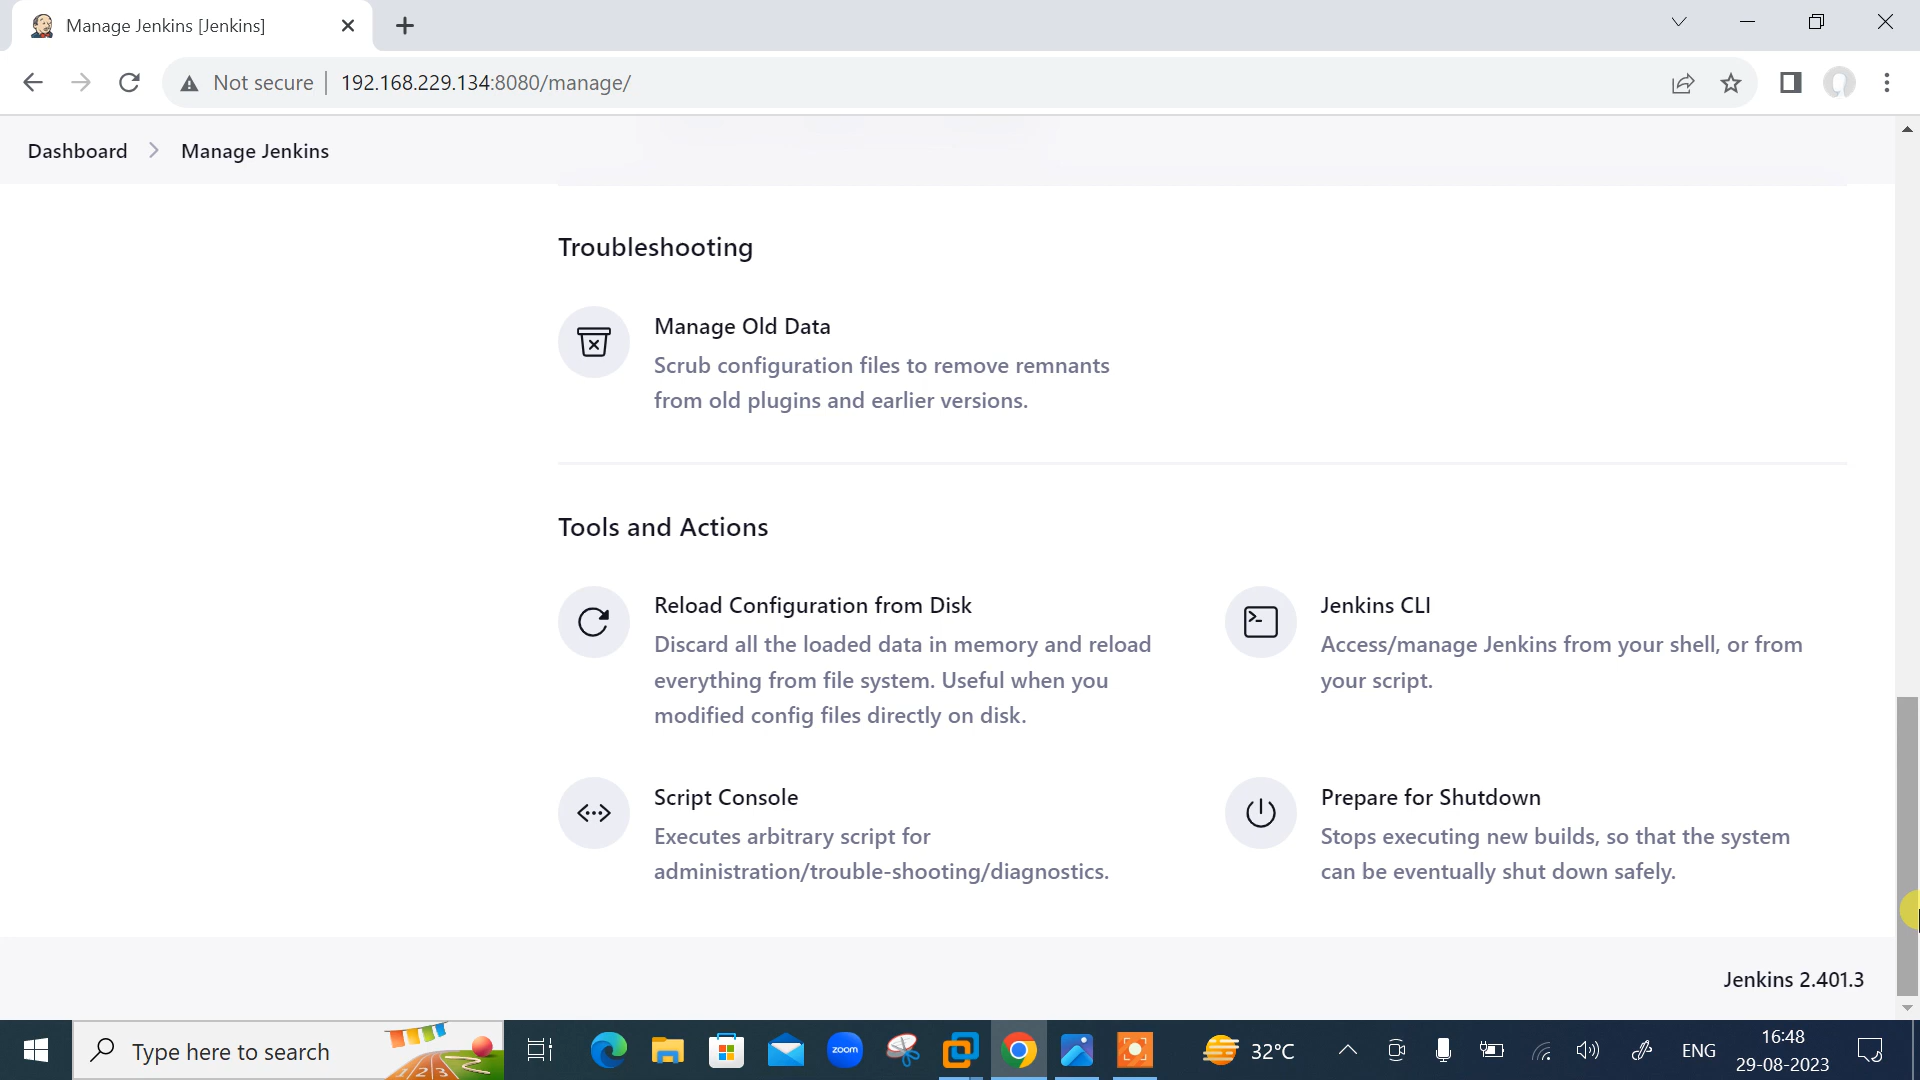 Manage Jenkins [Jenkins]
Not secure
192.168.229.134:8080/manage/
Dashboard
Manage Jenkins
Troubleshooting
Manage Old Data
Scrub configuration files to remove remnants
from old plugins and earlier versions.
Tools and Actions
Reload Configuration from Disk
Discard all the loaded data in memory and reload
everything from file system. Useful when you
modified config files directly on disk.
Jenkins CLI
Access/manage Jenkins from your shell, or from
your script.
Script Console
Executes arbitrary script for
administration/trouble-shooting/diagnostics.
Prepare for Shutdown
Stops executing new builds, so that the system
can be eventually shut down safely.
Jenkins 2.401.3
Type here to search
1 2 3
zoom
32°C
ENG
16:48
29-08-2023